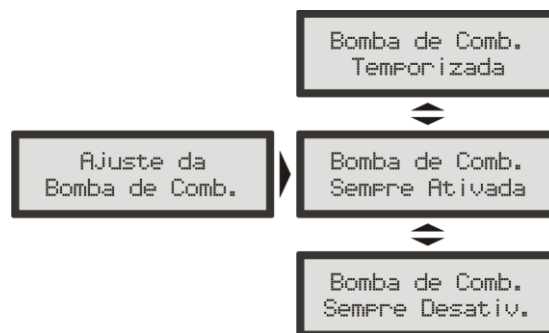 Bomba de Comb.
Temporizada
Ajuste da
Bomba de Comb.
Bomba de Comb.
Sempre Ativada
Bomba de Comb.
Sempre Desativ.